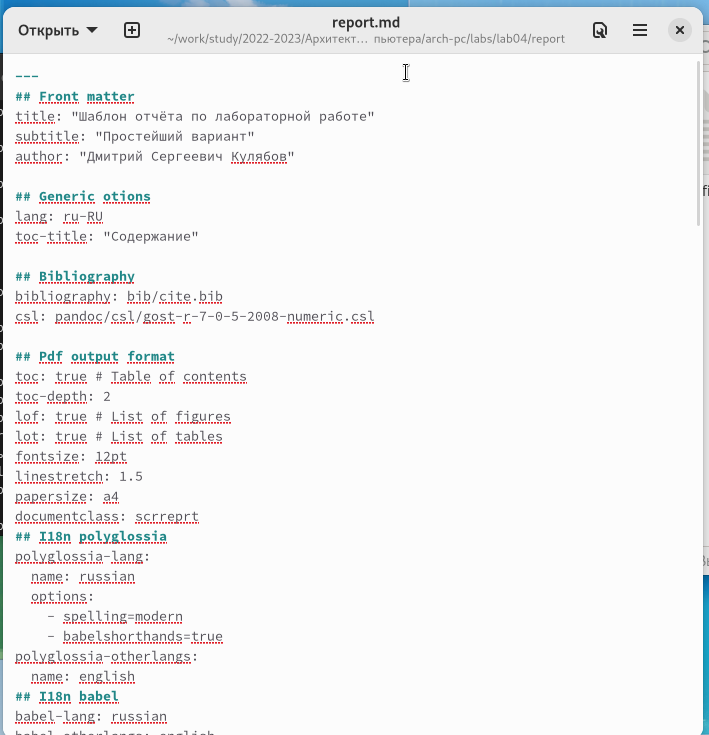 Открыть
report.md
~/work/study/2022-2023/Архитект… пьютера/arch-pc/labs/lab04/report
---
## Front matter
title: "Шаблон отчёта по лабораторной работе"
subtitle: "Простейший вариант"
author: "Дмитрий Сергеевич Кулябов"
## Generic otions
lang: ru-RU
toc-title: "Содержание"
## Bibliography
bibliography: bib/cite.bib
csl: pandoc/csl/gost-r-7-0-5-2008-numeric.csl
## Pdf output format
toc: true # Table of contents
toc-depth: 2
lof: true # List of figures
lot: true # List of tables
fontsize: 12pt
linestretch: 1.5
papersize: a4
documentclass: scrreprt
## I18n polyglossia
polyglossia-lang:
  name: russian
  options:
    - spelling=modern
    - babelshorthands=true
polyglossia-otherlangs:
  name: english
## I18n babel
babel-lang: russian